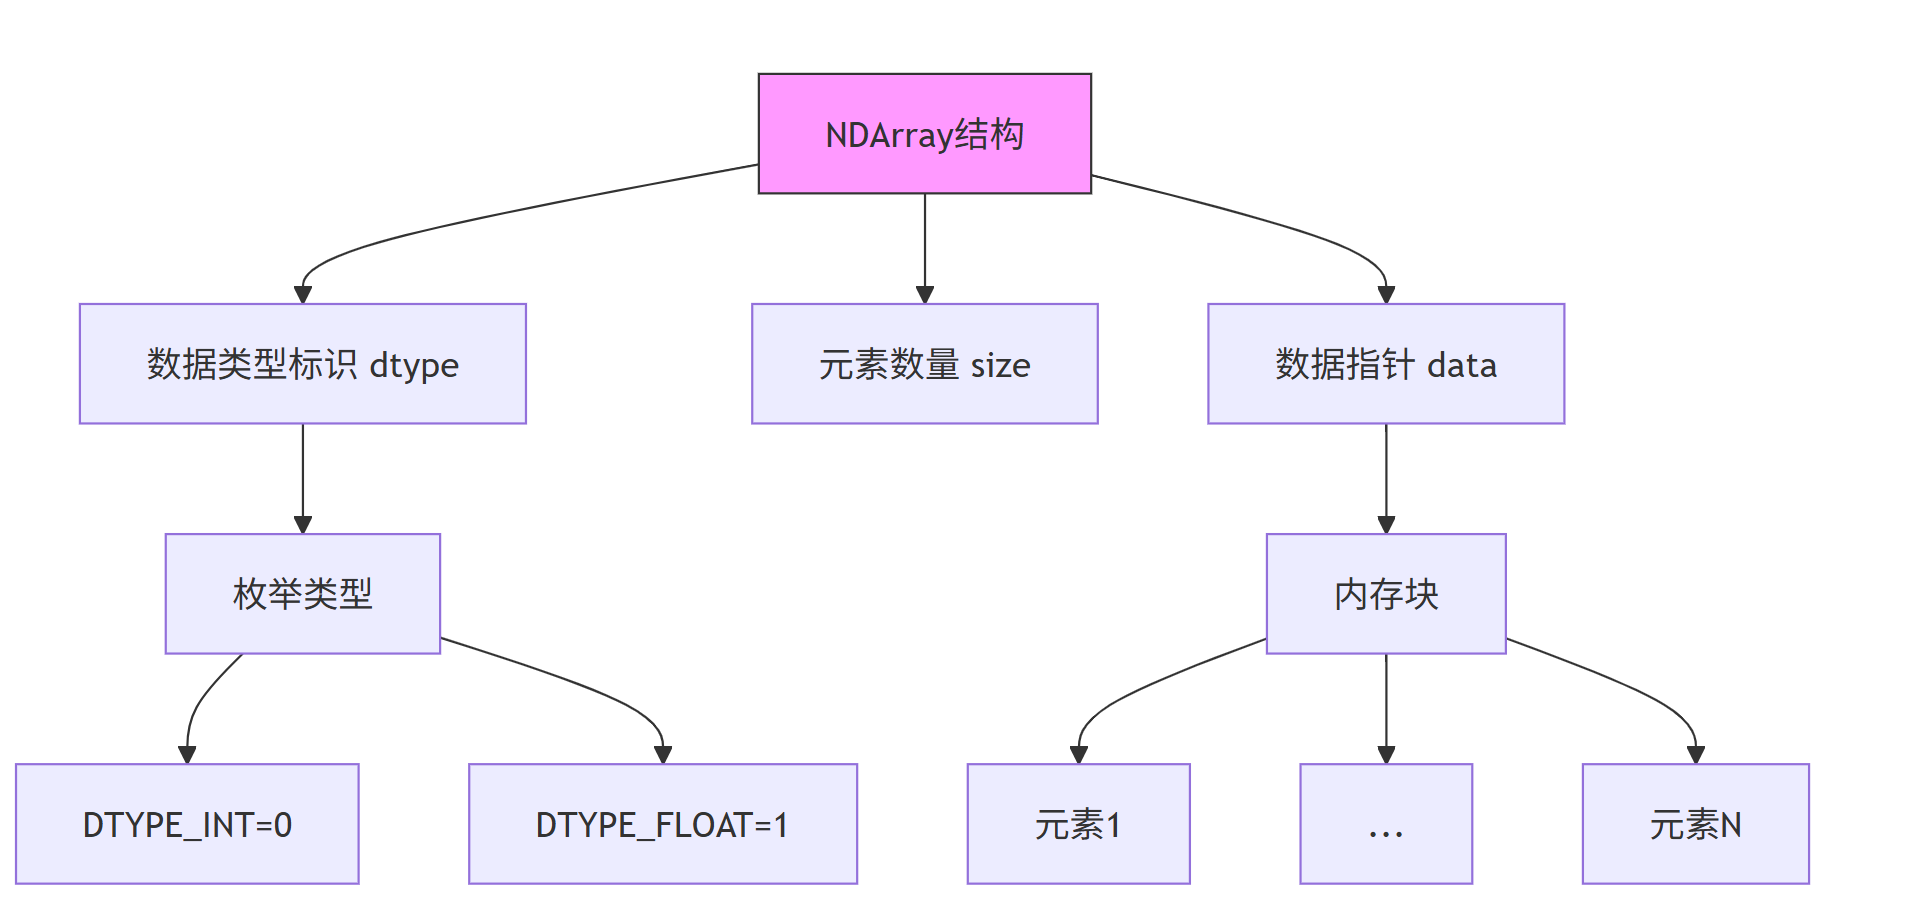 NDArray结构
数据类型标识 dtype
元素数量 size
数据指针 data
枚举类型
内存块
DTYPE_INT=0
DTYPE_FLOAT=1
元素1
...
元素N